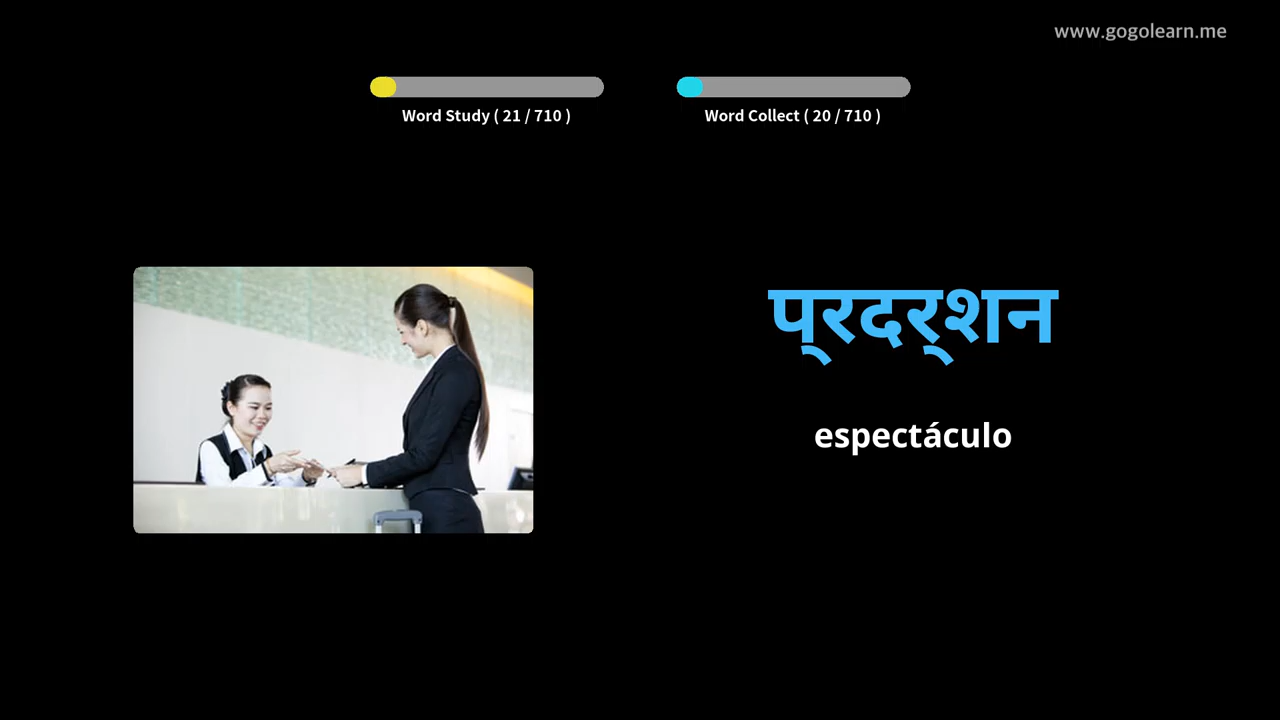 www.gogolearn.me
Word Study ( 21 / 710 )
Word Collect ( 20 / 710 )
प्रदर्शन
espectáculo